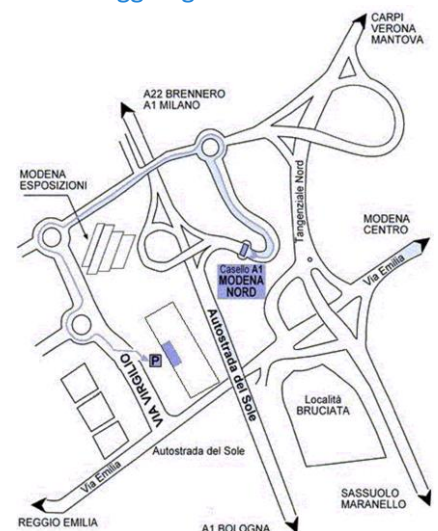 CARPI
VERONA
MANTOVA
A22 BRENNERO
A1 MILANO
MODENA
ESPOSIZIONI
Tangenziale Nord
MODENA
CENTRO
Via Emilia
Casello A1
MODENA
NORD
Autostrada del Sole
P
VIA VIRGILIO
Località
BRUCIATA
Autostrada del Sole
Via Emilia
SASSUOLO
MARANELLO
REGGIO EMILIA
A1 BOLOGNA